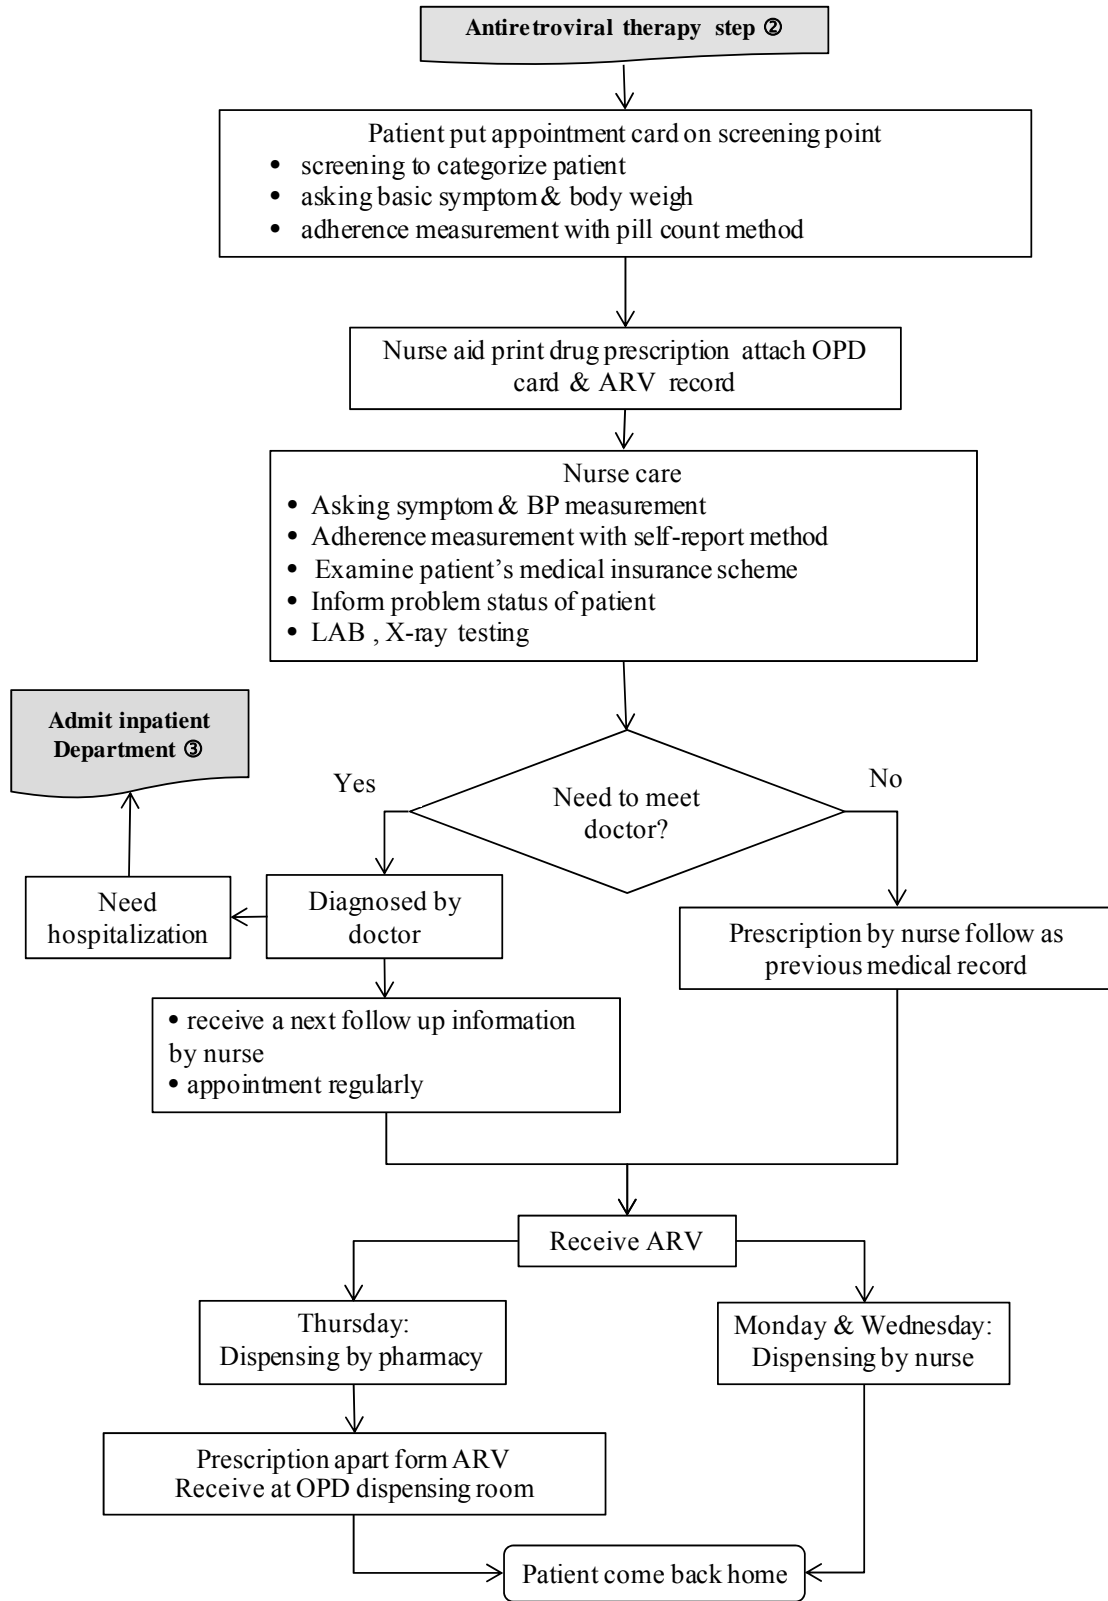 Antiretroviral therapy step ②
Patient put appointment card on screening point
• screening to categorize patient
• asking basic symptom & body weigh
• adherence measurement with pill count method
Nurse aid print drug prescription attach OPD
card & ARV record
Nurse care
• Asking symptom & BP measurement
• Adherence measurement with self-report method
• Examine patient's medical insurance scheme
• Inform problem status of patient
• LAB , X-ray testing
Admit inpatient
Department ③
Yes
No
Need to meet
doctor?
Need
hospitalization
Diagnosed by
doctor
Prescription by nurse follow as
previous medical record
• receive a next follow up information
by nurse
• appointment regularly
Receive ARV
Thursday:
Dispensing by pharmacy
Monday & Wednesday:
Dispensing by nurse
Prescription apart form ARV
Receive at OPD dispensing room
Patient come back home